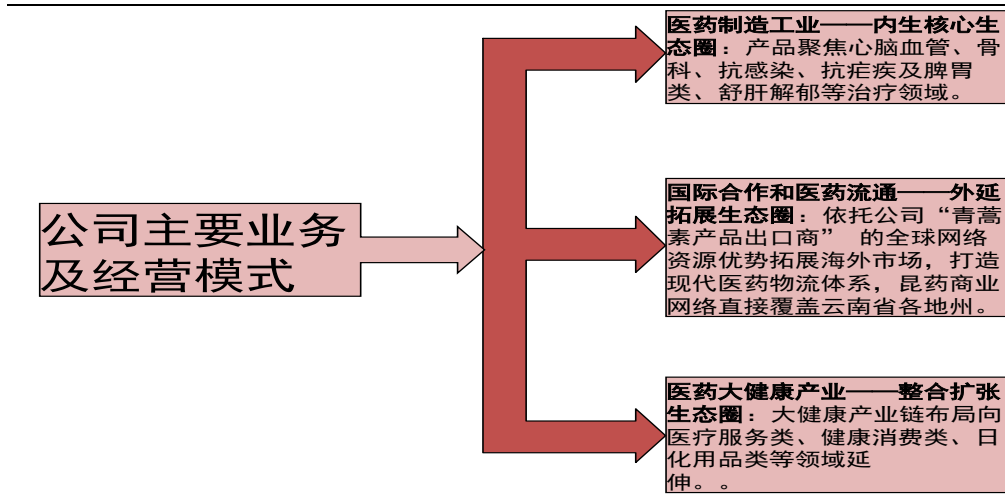 公司主要业务
及经营模式
医药制造工业——内生核心生
态圈：产品聚焦心脑血管、骨
科、抗感染、抗疟疾及脾胃
类、舒肝解郁等治疗领域。
国际合作和医药流通——外延
拓展生态圈：依托公司“青蒿
素产品出口商” 的全球网络
资源优势拓展海外市场，打造
现代医药物流体系，昆药商业
网络直接覆盖云南省各地州。
医药大健康产业——整合扩张
生态圈：大健康产业链布局向
医疗服务类、健康消费类、日
化用品类等领域延
伸。。